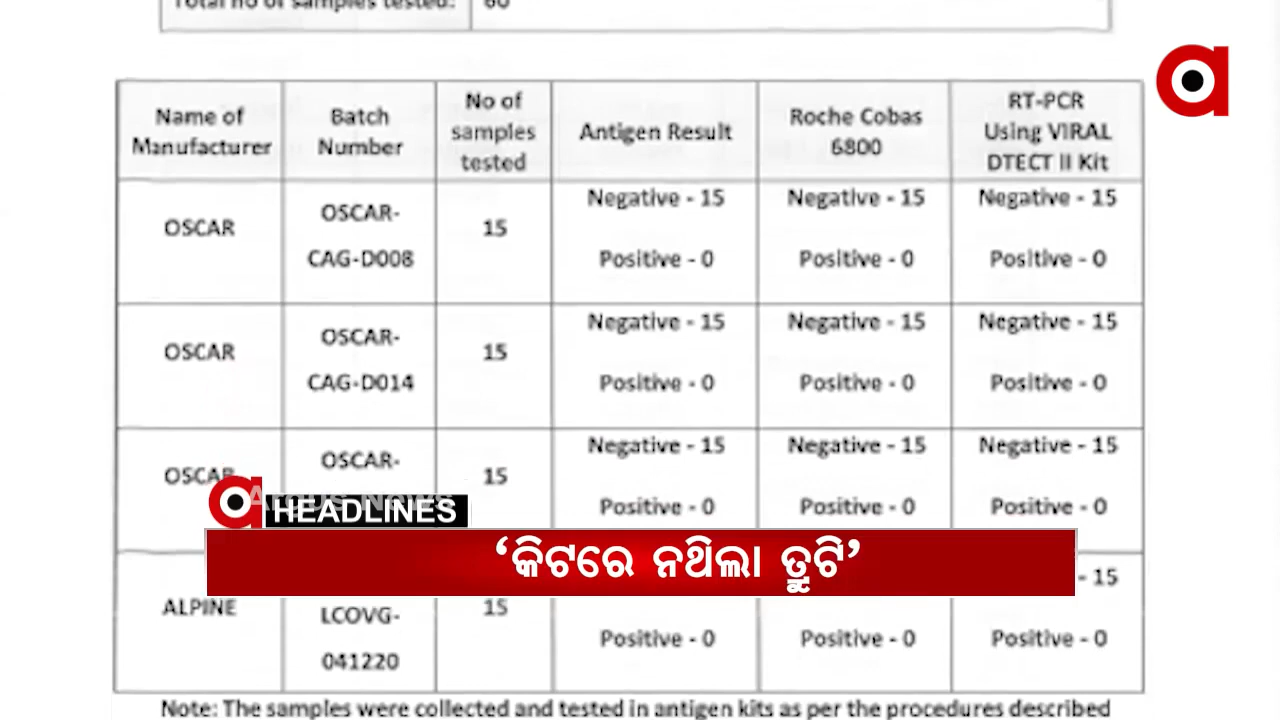 Total no of samples tested: 60
Name of Manufacturer | Batch Number | No of samples tested | Antigen Result | Roche Cobas 6800 | RT-PCR Using VIRAL DTECT II Kit
OSCAR | OSCAR-CAG-D008 | 15 | Negative - 15 Positive - 0 | Negative - 15 Positive - 0 | Negative - 15 Positive - 0
OSCAR | OSCAR-CAG-D014 | 15 | Negative - 15 Positive - 0 | Negative - 15 Positive - 0 | Negative - 15 Positive - 0
OSCAR | OSCAR- | 15 | Negative - 15 Positive - 0 | Negative - 15 Positive - 0 | Negative - 15 Positive - 0
ALPINE | LCOVG-041220 | 15 | Positive - 0 | Positive - 0 | - 15 Positive - 0
Note: The samples were collected and tested in antigen kits as per the procedures described
HEADLINES
‘କିଟରେ ନଥିଲା ତ୍ରୁଟି’